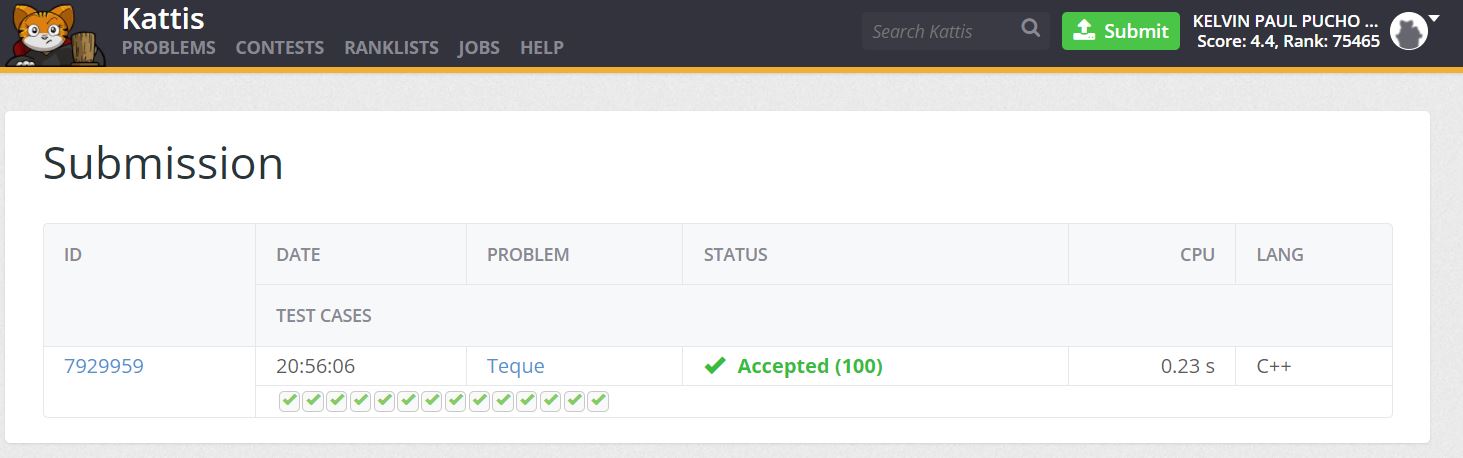 Kattis
PROBLEMS CONTESTS RANKLISTS JOBS HELP
Search Kattis
Submit
KELVIN PAUL PUCHO ...
Score: 4.4, Rank: 75465
Submission
ID DATE PROBLEM STATUS CPU LANG
TEST CASES
7929959 20:56:06 Teque Accepted (100) 0.23 s C++